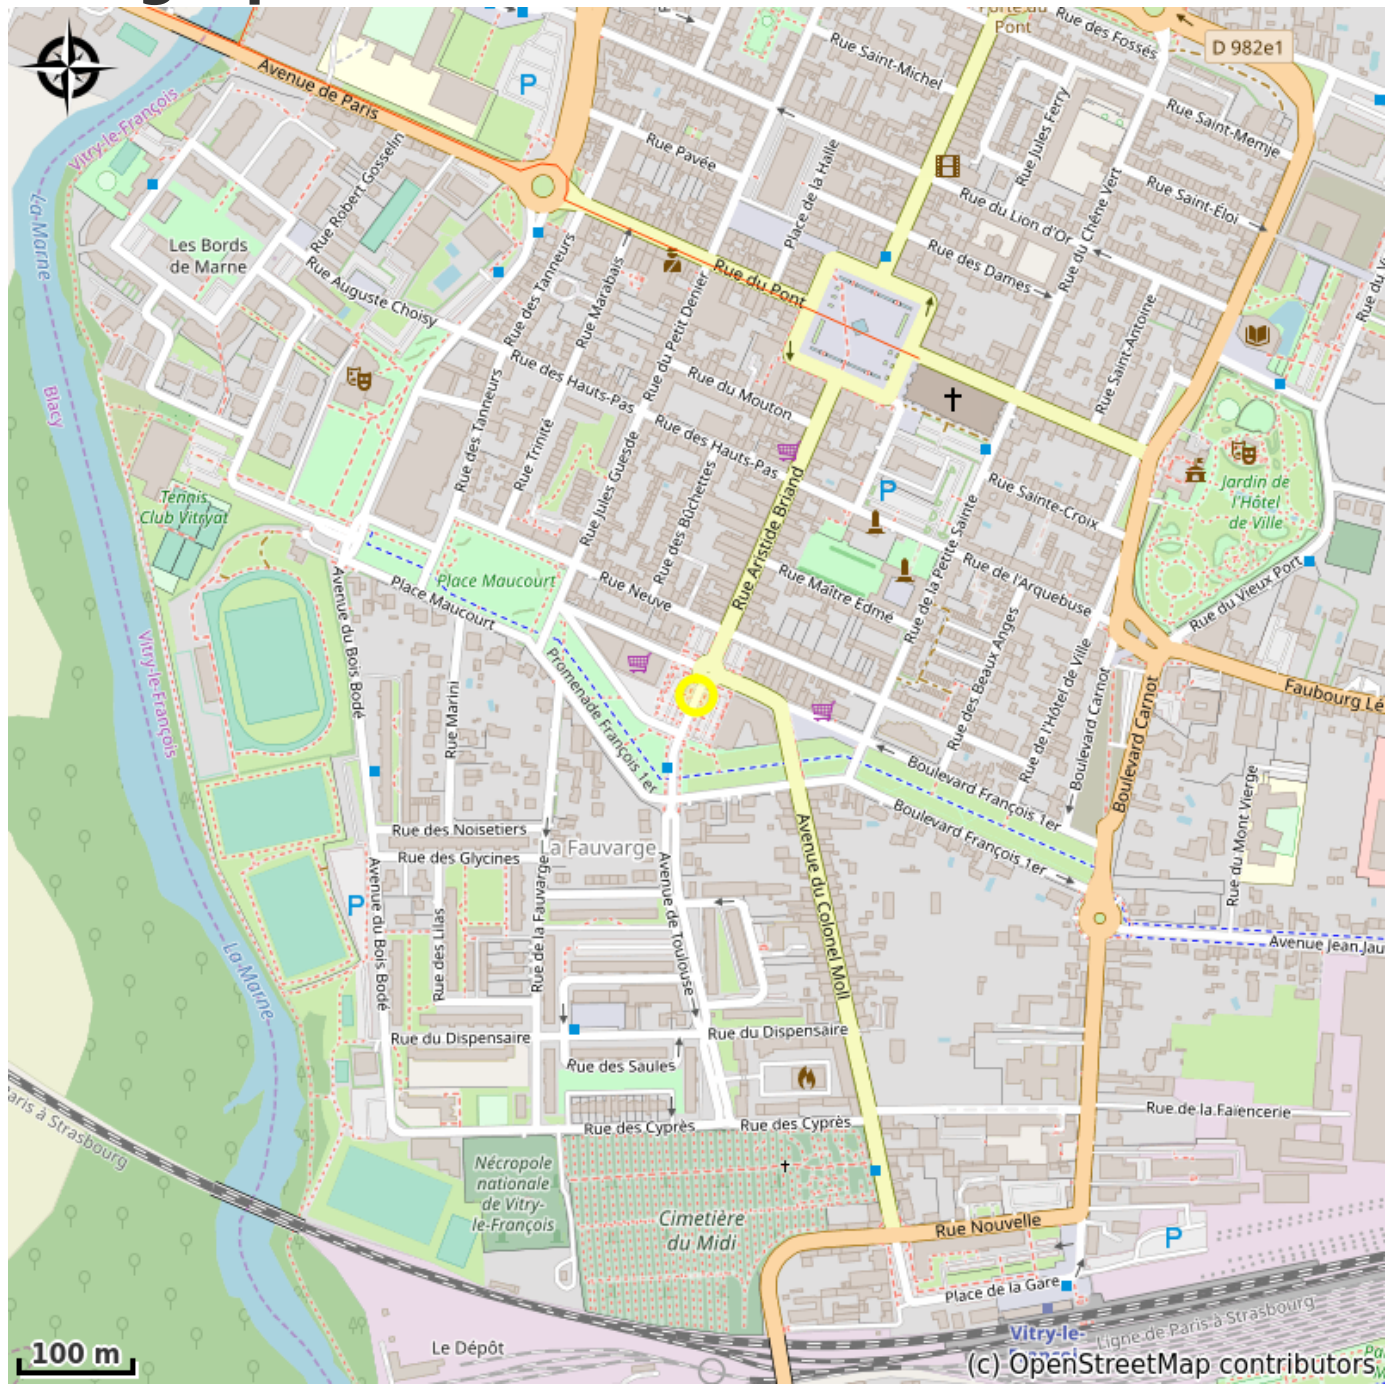 Pont
Rue des Fossés
D 982e1
Rue Saint-Michel
Avenue de Paris
P
Vitry-le-François
Rue Pavée
Rue Jules Ferry
Rue Saint-Memje
Rue Robert Gosselin
Place de la Halle
Rue du Lion d'Or
Rue du Chêne Vert
Rue Saint-Éloi
La Marne
Les Bords
de Marne
Rue Auguste Choisy
Rue des Tanneurs
Rue Marabais
Rue du Petit Denier
Rue du Pont
Rue des Dames
Rue Saint-Antoine
Blacy
Rue des Hauts-Pas
Rue du Mouton
Rue des Tanneurs
Rue Trinité
Rue Jules Guesde
Rue des Hauts-Pas
Rue des Bûchettes
Rue Aristide Briand
P
Rue Sainte-Croix
Jardin de
l'Hôtel
de Ville
Tennis
Club Vitryat
Place Maucourt
Place Maucourt
Rue Neuve
Rue Maître Edmé
Rue de la Petite Sainte
Rue de l'Arquebuse
Rue du Vieux Port
Avenue du Bois Bodé
Vitry-le-François
Rue Marini
Promenade François 1er
Rue des Beaux Anges
Rue de l'Hôtel de Ville
Boulevard Carnot
Boulevard Carnot
Faubourg Lé
Boulevard François 1er
Boulevard François 1er
Rue du Mont Vierge
Rue des Noisetiers
La Fauvarge
Rue des Glycines
Avenue du Bois Bodé
P
Rue des Lilas
Rue de la Fauvarge
Avenue de Toulouse
Avenue du Colonel Moll
Avenue Jean Jau
La Marne
Rue du Dispensaire
Rue du Dispensaire
Rue des Saules
Rue des Cyprès
Rue des Cyprès
Rue de la Faïencerie
aris à Strasbourg
Nécropole
nationale
de Vitry-
le-François
Cimetière
du Midi
Rue Nouvelle
P
Place de la Gare
Vitry-le-
Ligne de Paris à Strasbourg
Le Dépôt
100 m
(c) OpenStreetMap contributors